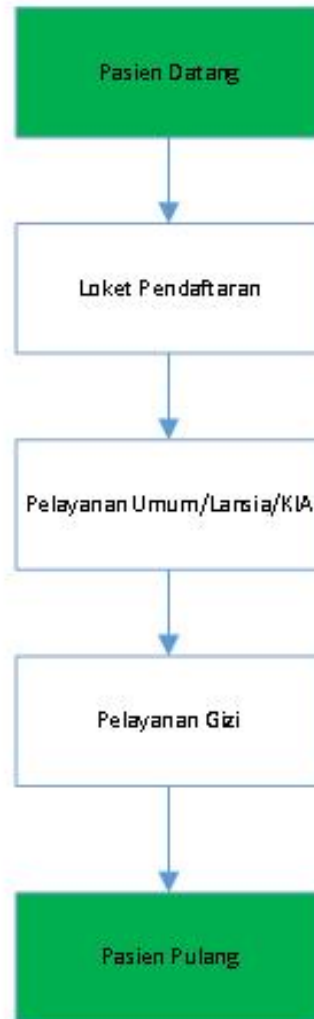 Pasien Datang
Loket Pendaftaran
Pelayanan Umum/Lansia/KIA
Pelayanan Gizi
Pasien Pulang